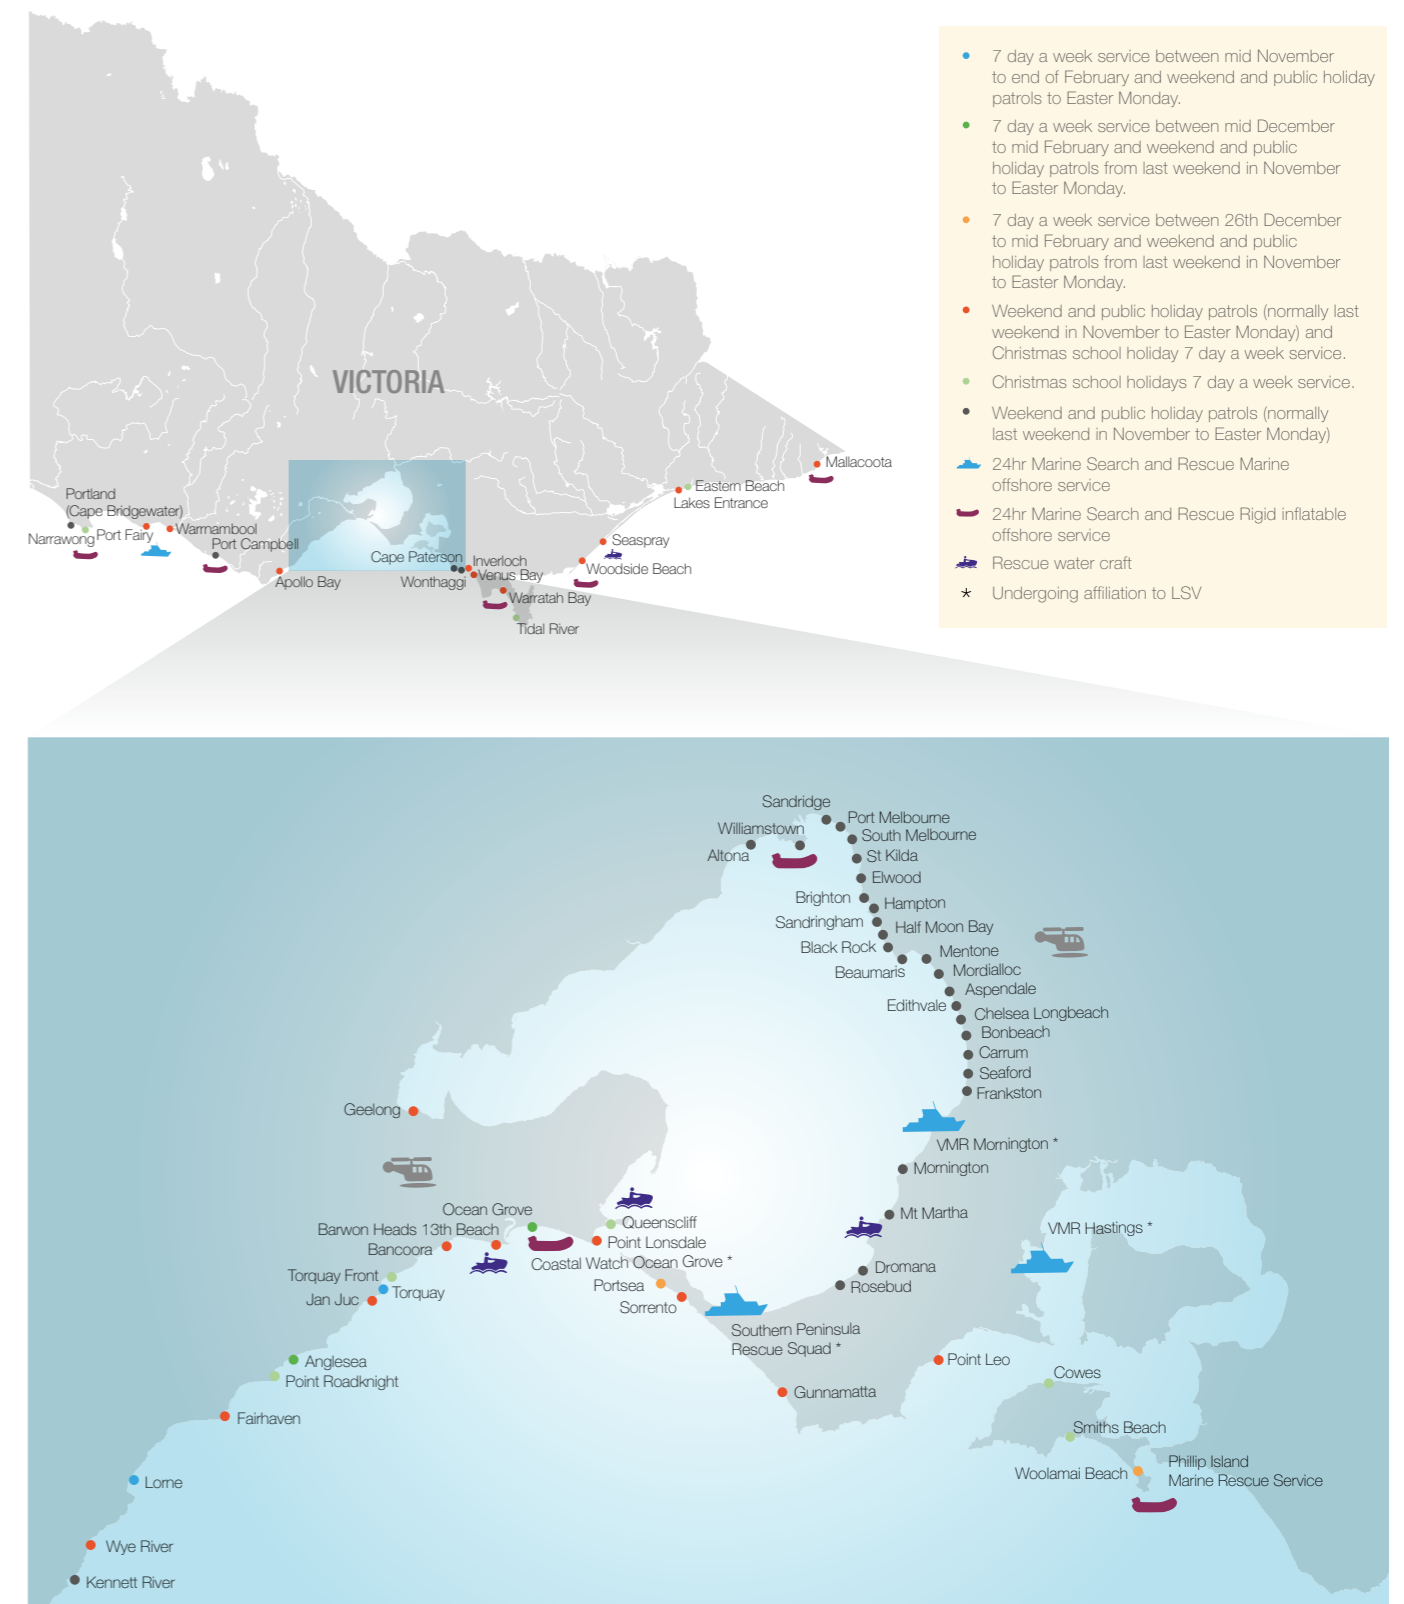 7 day a week service between mid November
to end of February and weekend and public holiday
patrols to Easter Monday.
7 day a week service between mid December
to mid February and weekend and public
holiday patrols from last weekend in November
to Easter Monday.
7 day a week service between 26th December
to mid February and weekend and public
holiday patrols from last weekend in November
to Easter Monday.
Weekend and public holiday patrols (normally last
weekend in November to Easter Monday) and
Christmas school holiday 7 day a week service.
Christmas school holidays 7 day a week service.
Weekend and public holiday patrols (normally
last weekend in November to Easter Monday)
24hr Marine Search and Rescue Marine
offshore service
24hr Marine Search and Rescue Rigid inflatable
offshore service
Rescue water craft
* Undergoing affiliation to LSV
VICTORIA
Portland
(Cape Bridgewater)
Narrawong
Port Fairy
Warrnambool
Port Campbell
Apollo Bay
Cape Paterson
Wonthaggi
Inverloch
Venus Bay
Warratah Bay
Tidal River
Woodside Beach
Seaspray
Lakes Entrance
Eastern Beach
Mallacoota
Sandridge
Port Melbourne
Williamstown
South Melbourne
Altona
St Kilda
Elwood
Brighton
Hampton
Sandringham
Half Moon Bay
Black Rock
Mentone
Beaumaris
Mordialloc
Aspendale
Edithvale
Chelsea Longbeach
Bonbeach
Carrum
Seaford
Frankston
Geelong
VMR Mornington *
Mornington
Ocean Grove
Mt Martha
Barwon Heads 13th Beach
Queenscliff
VMR Hastings *
Bancoora
Point Lonsdale
Coastal Watch Ocean Grove *
Torquay Front
Portsea
Dromana
Torquay
Rosebud
Jan Juc
Sorrento
Southern Peninsula
Rescue Squad *
Anglesea
Point Leo
Point Roadknight
Cowes
Gunnamatta
Fairhaven
Smiths Beach
Woolamai Beach
Phillip Island
Marine Rescue Service
Lorne
Wye River
Kennett River